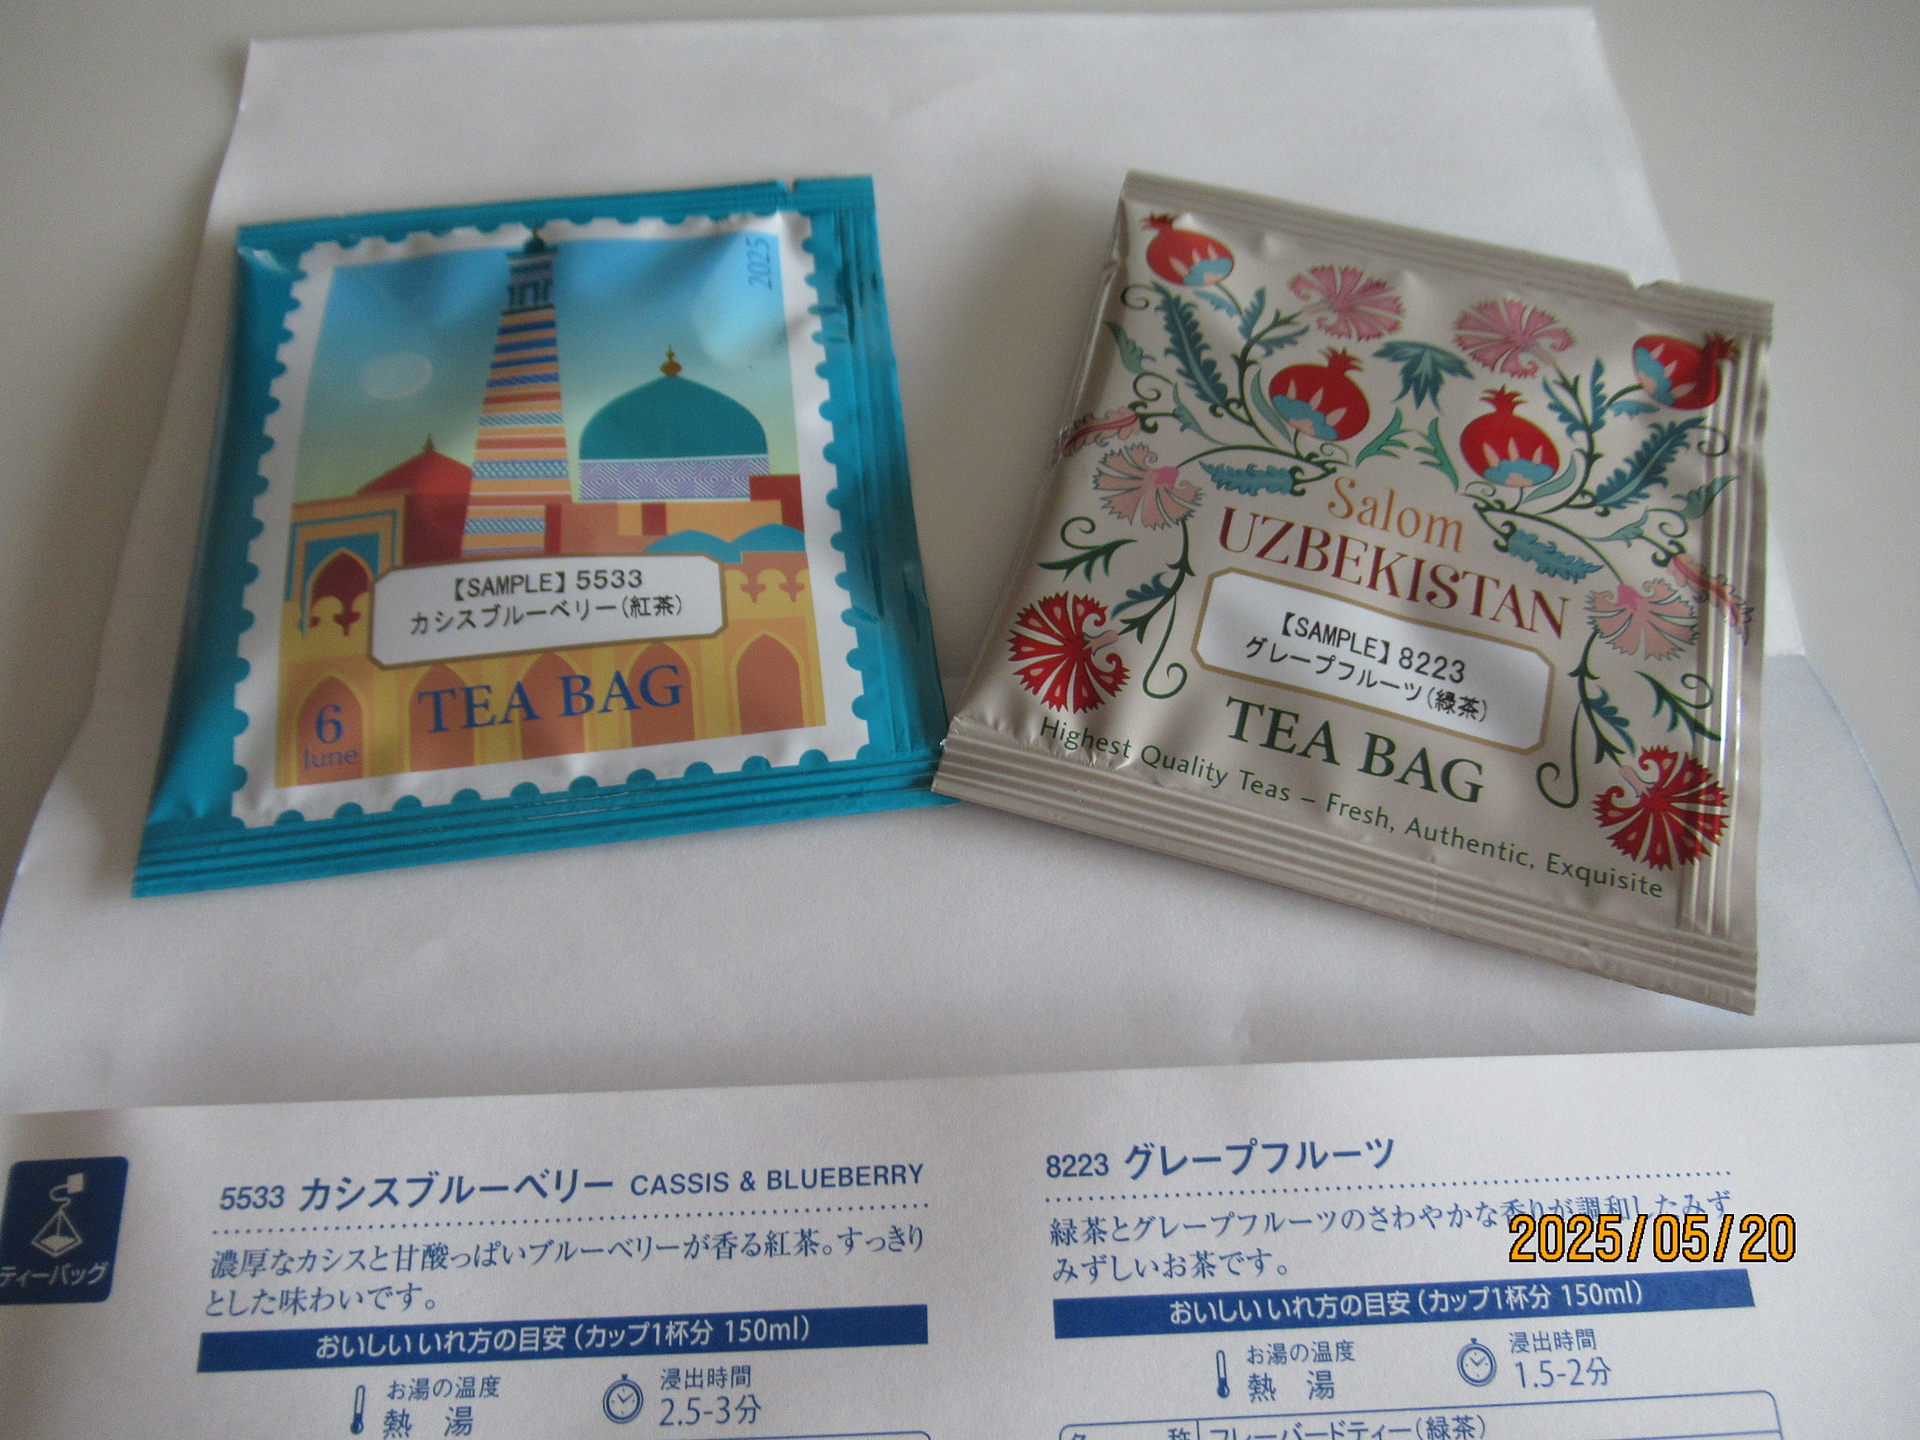 2025
【SAMPLE】5533
カシスブルーベリー(紅茶)
TEA BAG
6
June
Salom
UZBEKISTAN
【SAMPLE】8223
グレープフルーツ(緑茶)
TEA BAG
Highest Quality Teas – Fresh, Authentic, Exquisite
ティーバッグ
5533 カシスブルーベリー CASSIS & BLUEBERRY
濃厚なカシスと甘酸っぱいブルーベリーが香る紅茶。すっきり
とした味わいです。
おいしいいれ方の目安(カップ1杯分 150ml)
お湯の温度
熱 湯
浸出時間
2.5-3分
8223 グレープフルーツ
緑茶とグレープフルーツのさわやかな香りが調和したみず
みずしいお茶です。
おいしいいれ方の目安(カップ1杯分 150ml)
お湯の温度
熱 湯
浸出時間
1.5-2分
称 フレーバードティー(緑茶)
2025/05/20